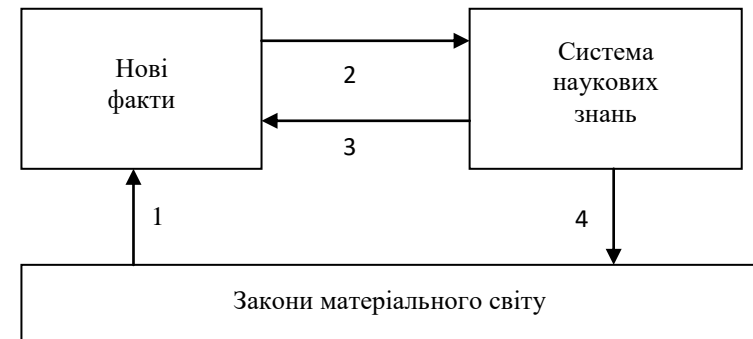 Нові
факти
2
3
Система
наукових
знань
1
4
Закони матеріального світу